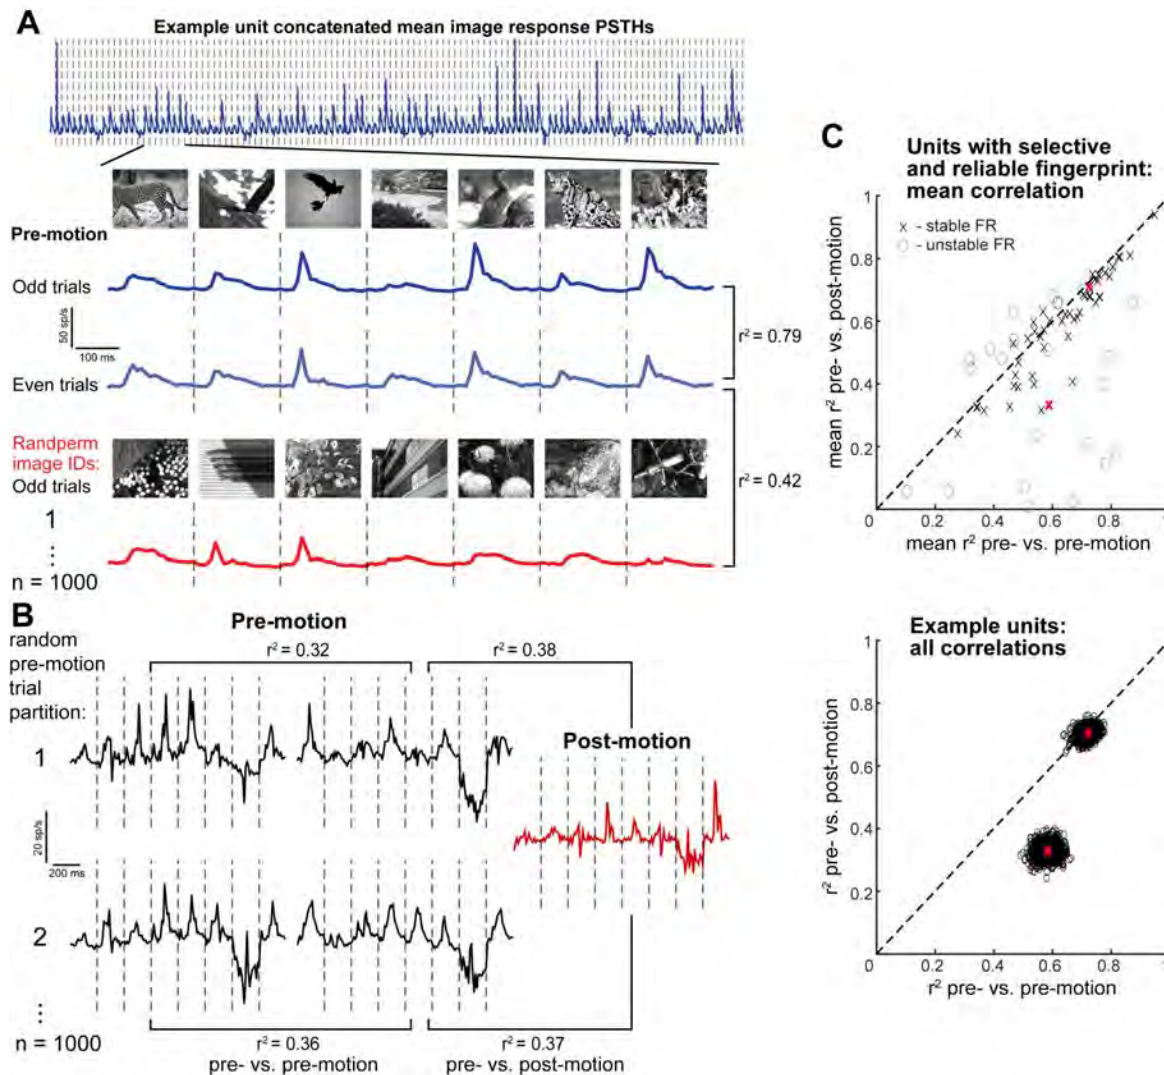 A
Example unit concatenated mean image response PSTHs
Pre-motion
Odd trials
50 sp/s
100 ms
r² = 0.79
Even trials
Randperm
image IDs:
Odd trials
r² = 0.42
1
⋮
n = 1000
B
random
pre-motion
trial
partition:
Pre-motion
r² = 0.32
r² = 0.38
1
Post-motion
20 sp/s
200 ms
2
⋮
n = 1000
r² = 0.36
pre- vs. pre-motion
r² = 0.37
pre- vs. post-motion
C
Units with selective
and reliable fingerprint:
mean correlation
x - stable FR
○ - unstable FR
mean r² pre- vs. post-motion
1
0.8
0.6
0.4
0.2
0
0.2
0.4
0.6
0.8
1
mean r² pre- vs. pre-motion
Example units:
all correlations
r² pre- vs. post-motion
1
0.8
0.6
0.4
0.2
0
0.2
0.4
0.6
0.8
1
r² pre- vs. pre-motion